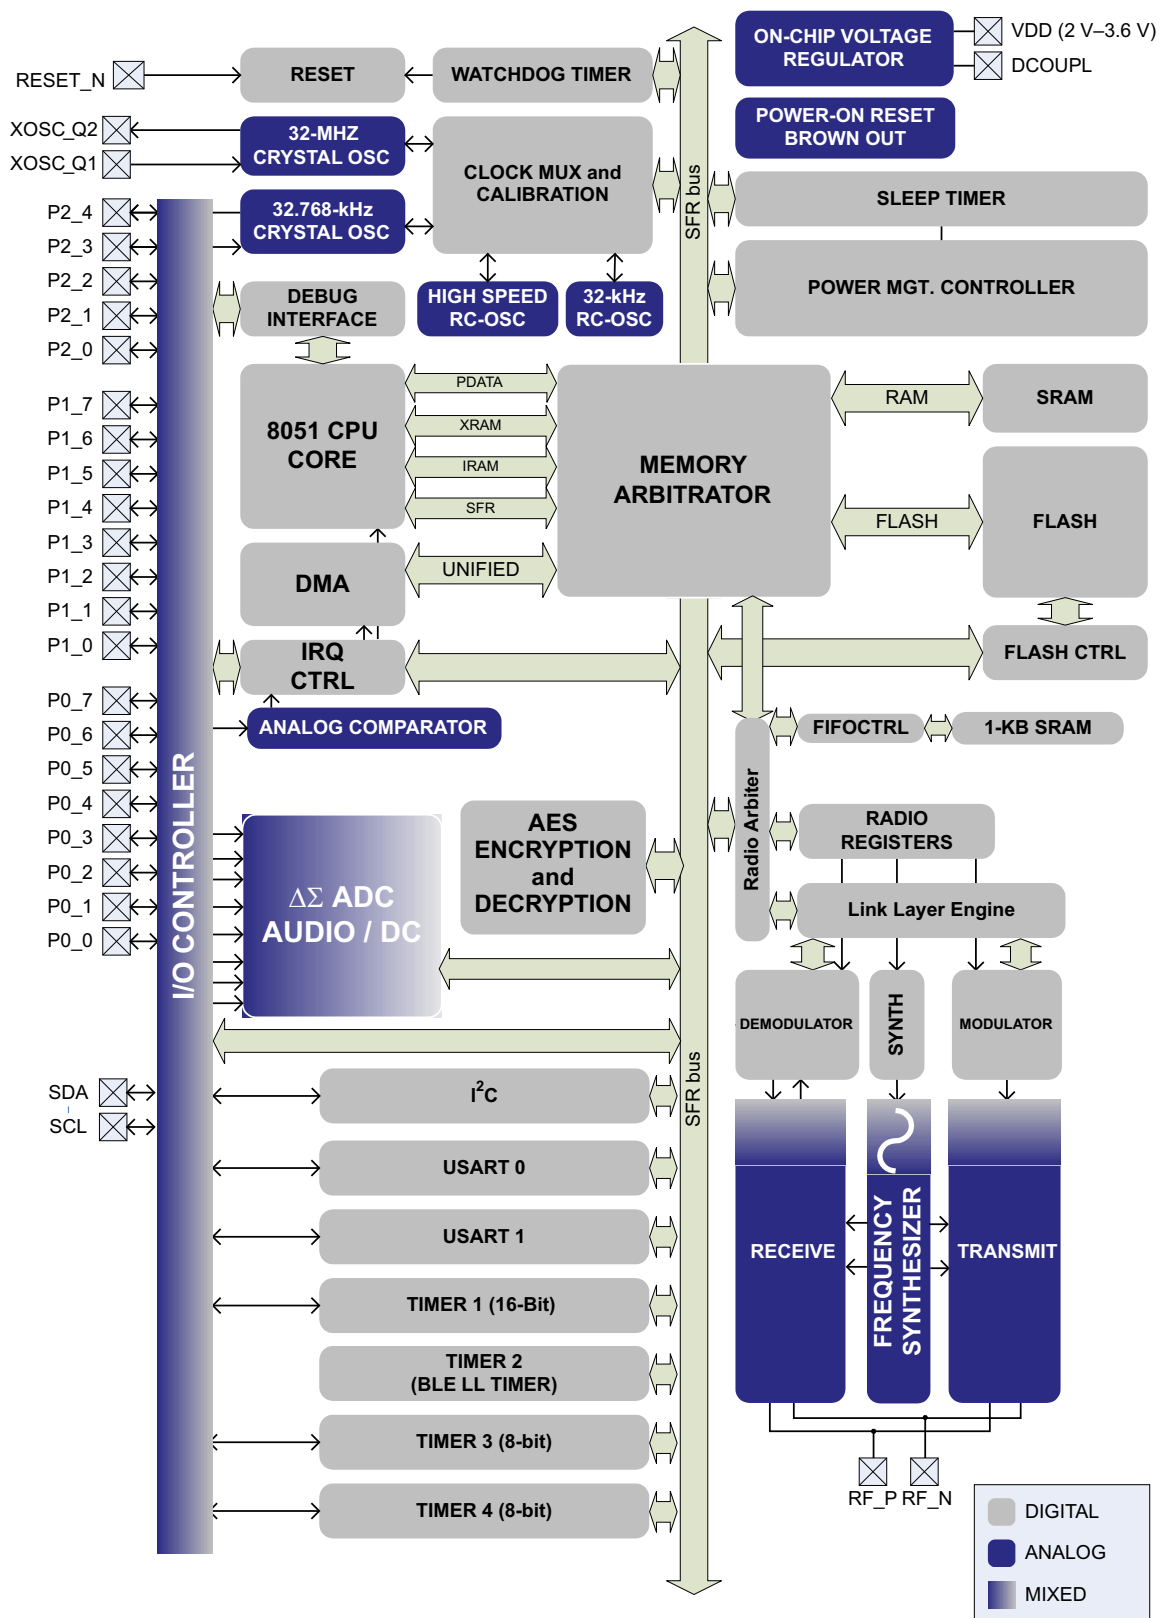 ON-CHIP VOLTAGE
REGULATOR
VDD (2 V–3.6 V)
DCOUPL
RESET_N
RESET
WATCHDOG TIMER
POWER-ON RESET
BROWN OUT
XOSC_Q2
XOSC_Q1
32-MHZ
CRYSTAL OSC
CLOCK MUX and
CALIBRATION
SFR bus
SLEEP TIMER
P2_4
P2_3
P2_2
P2_1
P2_0
32.768-kHz
CRYSTAL OSC
POWER MGT. CONTROLLER
DEBUG
INTERFACE
HIGH SPEED
RC-OSC
32-kHz
RC-OSC
P1_7
P1_6
P1_5
P1_4
P1_3
P1_2
P1_1
P1_0
8051 CPU
CORE
PDATA
XRAM
IRAM
SFR
MEMORY
ARBITRATOR
RAM
SRAM
FLASH
FLASH
DMA
UNIFIED
IRQ
CTRL
FLASH CTRL
P0_7
P0_6
P0_5
P0_4
P0_3
P0_2
P0_1
P0_0
ANALOG COMPARATOR
FIFOCTRL
1-KB SRAM
I/O CONTROLLER
Radio Arbiter
RADIO
REGISTERS
AES
ENCRYPTION
and
DECRYPTION
ΔΣ ADC
AUDIO / DC
Link Layer Engine
DEMODULATOR
SYNTH
MODULATOR
SDA
SCL
I²C
SFR bus
USART 0
USART 1
TIMER 1 (16-Bit)
TIMER 2
(BLE LL TIMER)
TIMER 3 (8-bit)
TIMER 4 (8-bit)
RECEIVE
FREQUENCY
SYNTHESIZER
TRANSMIT
RF_P
RF_N
DIGITAL
ANALOG
MIXED